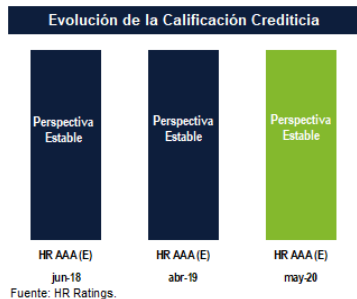 Evolución de la Calificación Crediticia
Perspectiva
Estable
Perspectiva
Estable
Perspectiva
Estable
HR AAA (E)
HR AAA (E)
HR AAA (E)
jun-18
abr-19
may-20
Fuente: HR Ratings.